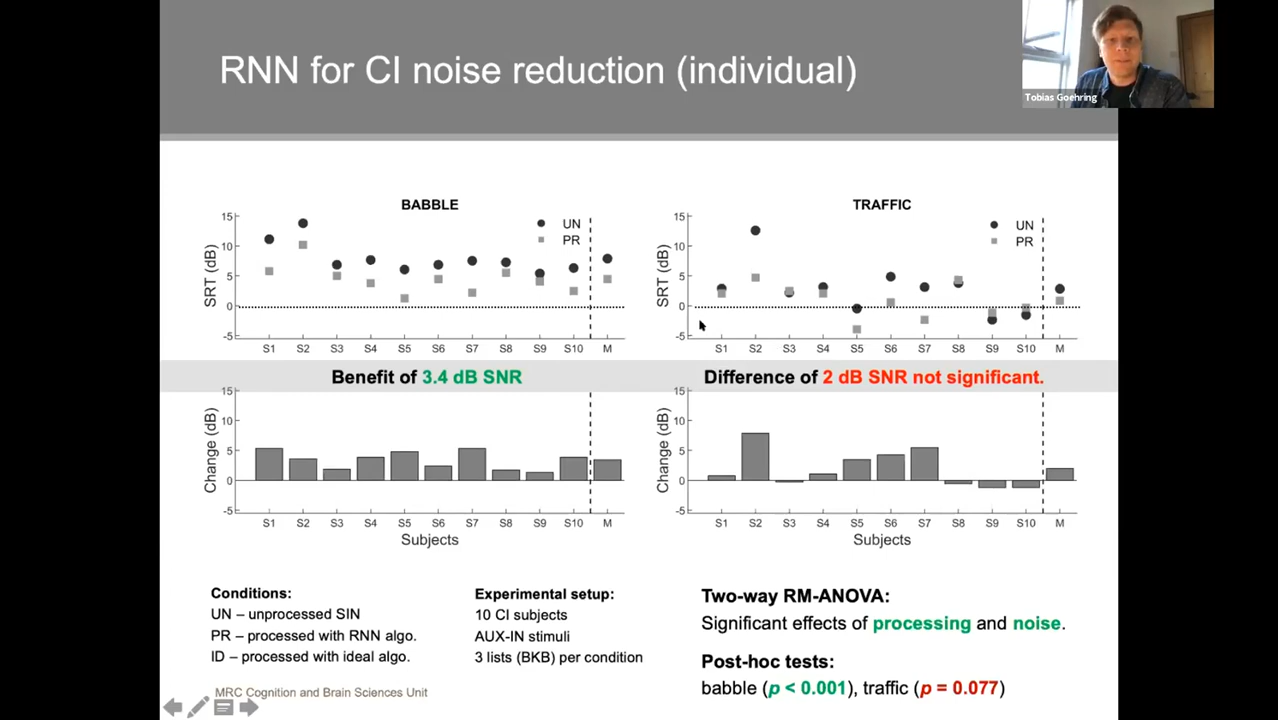 RNN for CI noise reduction (individual)
Tobias Goehring
BABBLE
UN
PR
SRT (dB)
15
10
5
0
-5
S1 S2 S3 S4 S5 S6 S7 S8 S9 S10 M
TRAFFIC
UN
PR
SRT (dB)
15
10
5
0
-5
S1 S2 S3 S4 S5 S6 S7 S8 S9 S10 M
Benefit of 3.4 dB SNR
Difference of 2 dB SNR not significant.
Change (dB)
15
10
5
0
-5
S1 S2 S3 S4 S5 S6 S7 S8 S9 S10 M
Subjects
Change (dB)
15
10
5
0
-5
S1 S2 S3 S4 S5 S6 S7 S8 S9 S10 M
Subjects
Conditions:
UN – unprocessed SIN
PR – processed with RNN algo.
ID – processed with ideal algo.
Experimental setup:
10 CI subjects
AUX-IN stimuli
3 lists (BKB) per condition
Two-way RM-ANOVA:
Significant effects of processing and noise.
Post-hoc tests:
babble (p < 0.001), traffic (p = 0.077)
MRC Cognition and Brain Sciences Unit